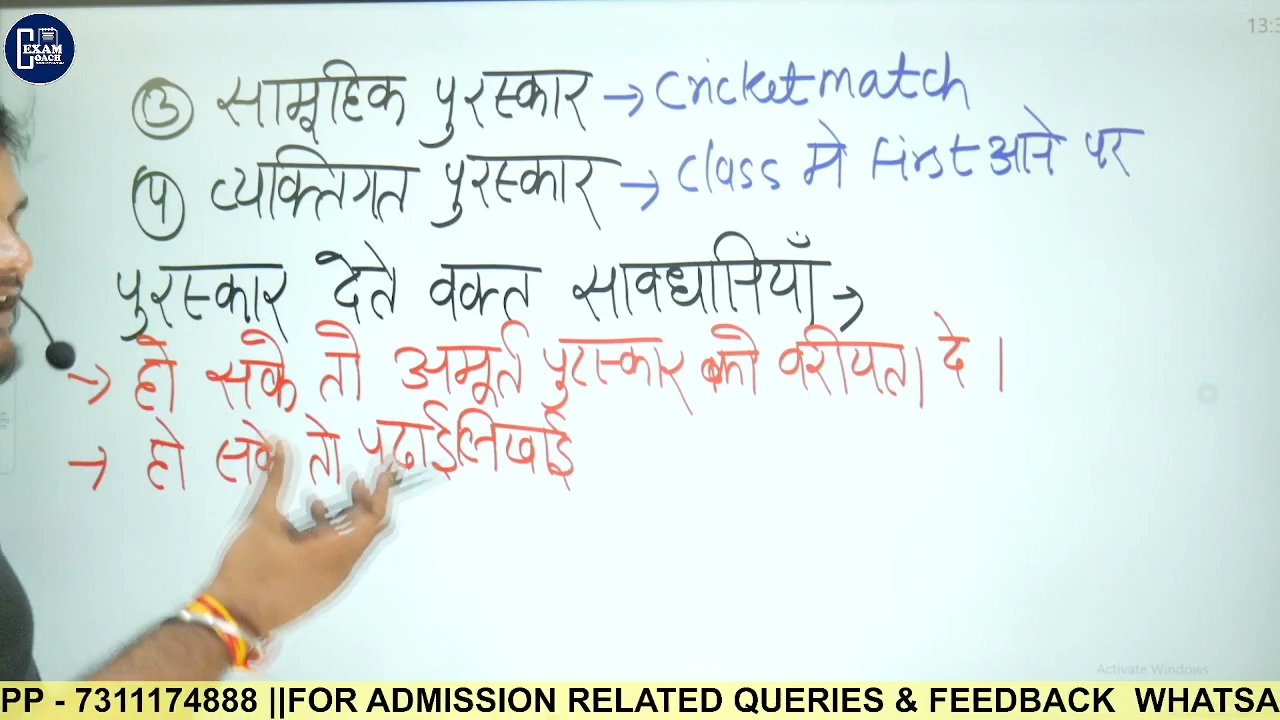 EXAM COACH
13:3
③ सामूहिक पुरस्कार → Cricket match
④ व्यक्तिगत पुरस्कार → Class मे First आने पर
पुरस्कार देते वक्त सावधानियाँ →
→ हो सके तो अमूर्त पुरस्कार को वरीयता दे ।
→ हो सके तो पढाई लिखाई
Activate Windows
PP - 7311174888 ||FOR ADMISSION RELATED QUERIES & FEEDBACK WHATSA